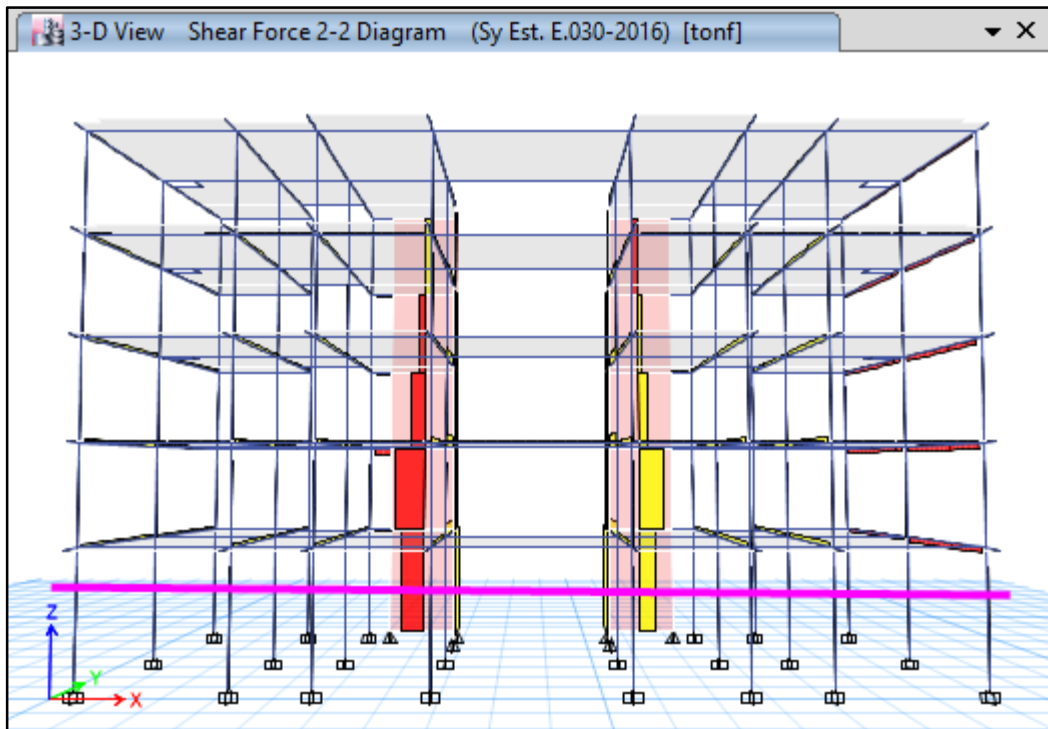 3-D View    Shear Force 2-2 Diagram    (Sy Est. E.030-2016)  [tonf]
Z
Y
X